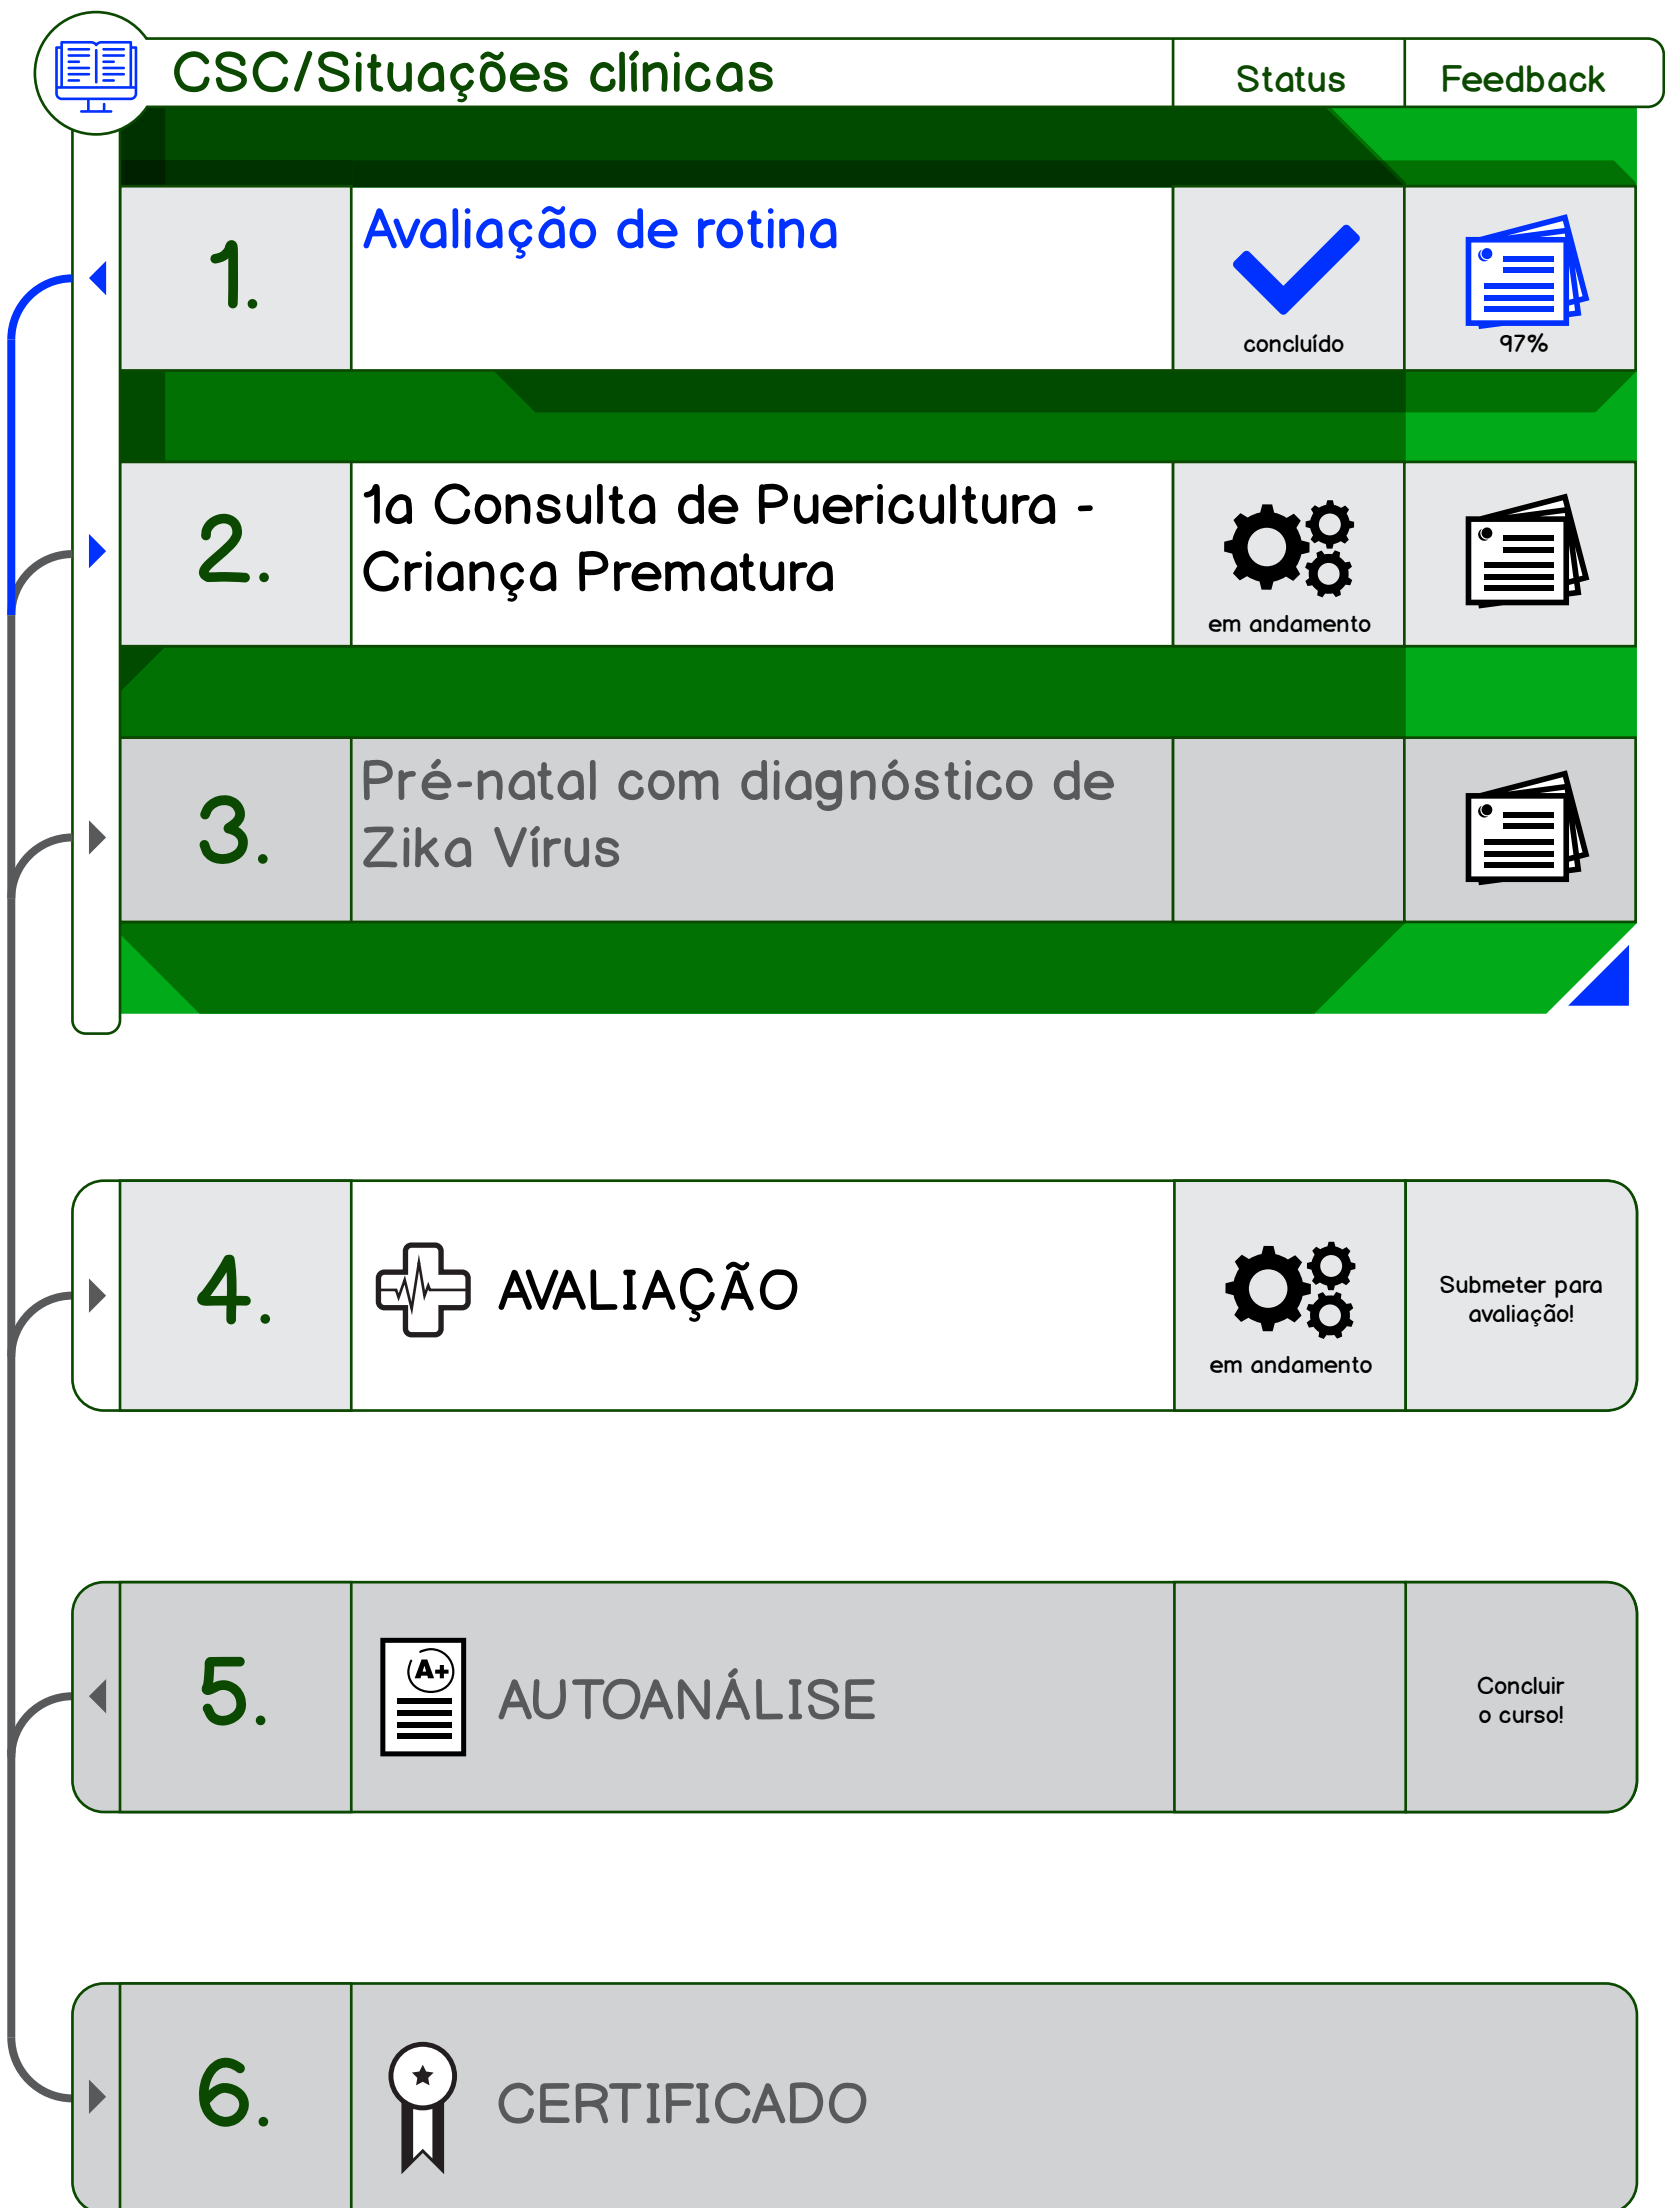 CSC/Situações clínicas
Status
Feedback
1.
Avaliação de rotina
concluído
97%
2.
1a Consulta de Puericultura -
Criança Prematura
em andamento
3.
Pré-natal com diagnóstico de
Zika Vírus
4.
AVALIAÇÃO
em andamento
Submeter para
avaliação!
5.
A+
AUTOANÁLISE
Concluir
o curso!
6.
CERTIFICADO